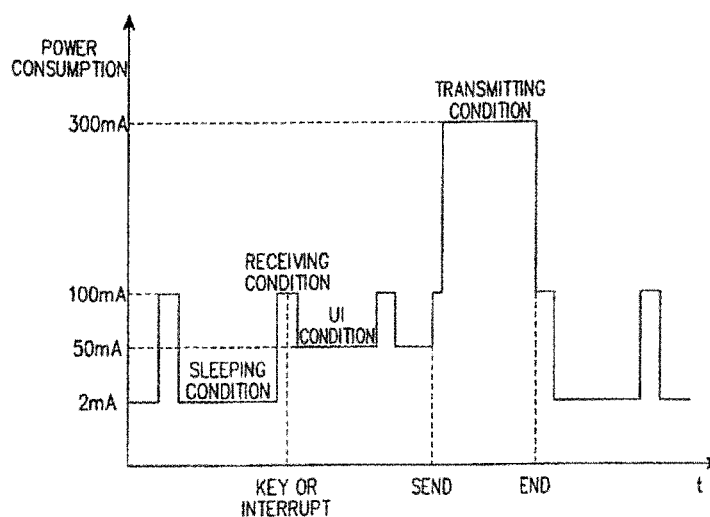 POWER
CONSUMPTION
TRANSMITTING
CONDITION
300mA
RECEIVING
CONDITION
100mA
UI
CONDITION
50mA
SLEEPING
CONDITION
2mA
KEY OR
INTERRUPT
SEND
END
t